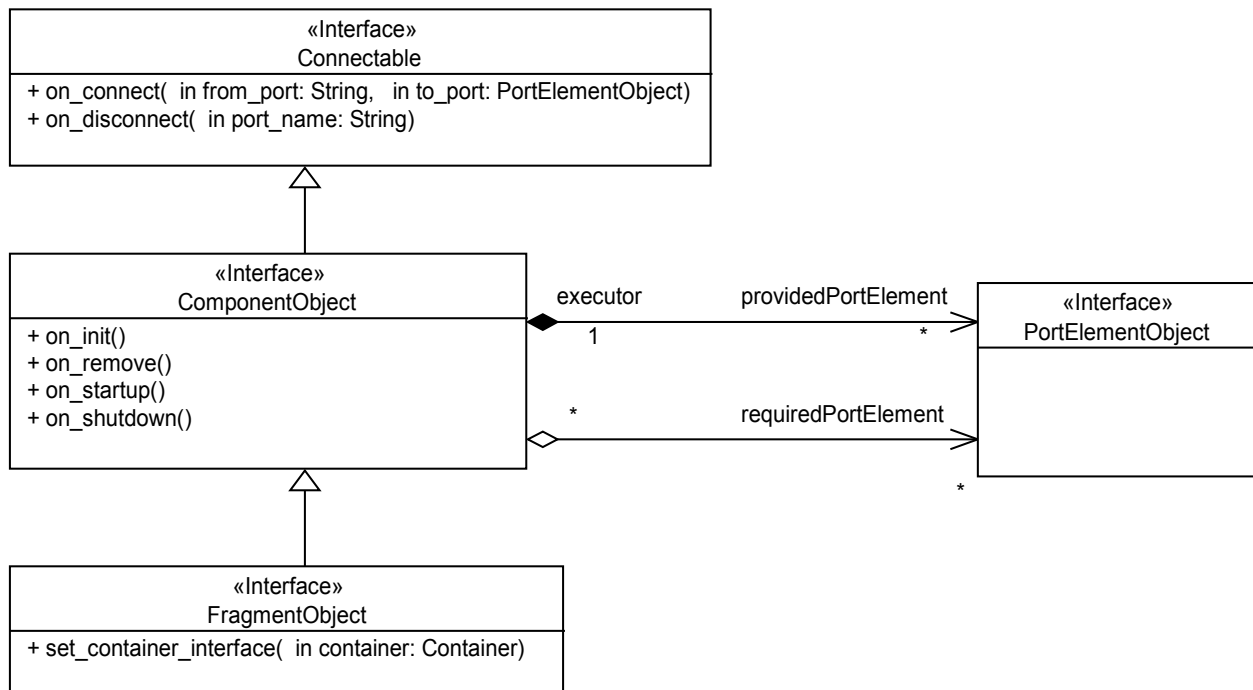 «Interface»
Connectable
+ on_connect( in from_port: String, in to_port: PortElementObject)
+ on_disconnect( in port_name: String)
«Interface»
ComponentObject
+ on_init()
+ on_remove()
+ on_startup()
+ on_shutdown()
executor
1
providedPortElement
*
*
requiredPortElement
*
«Interface»
PortElementObject
«Interface»
FragmentObject
+ set_container_interface( in container: Container)